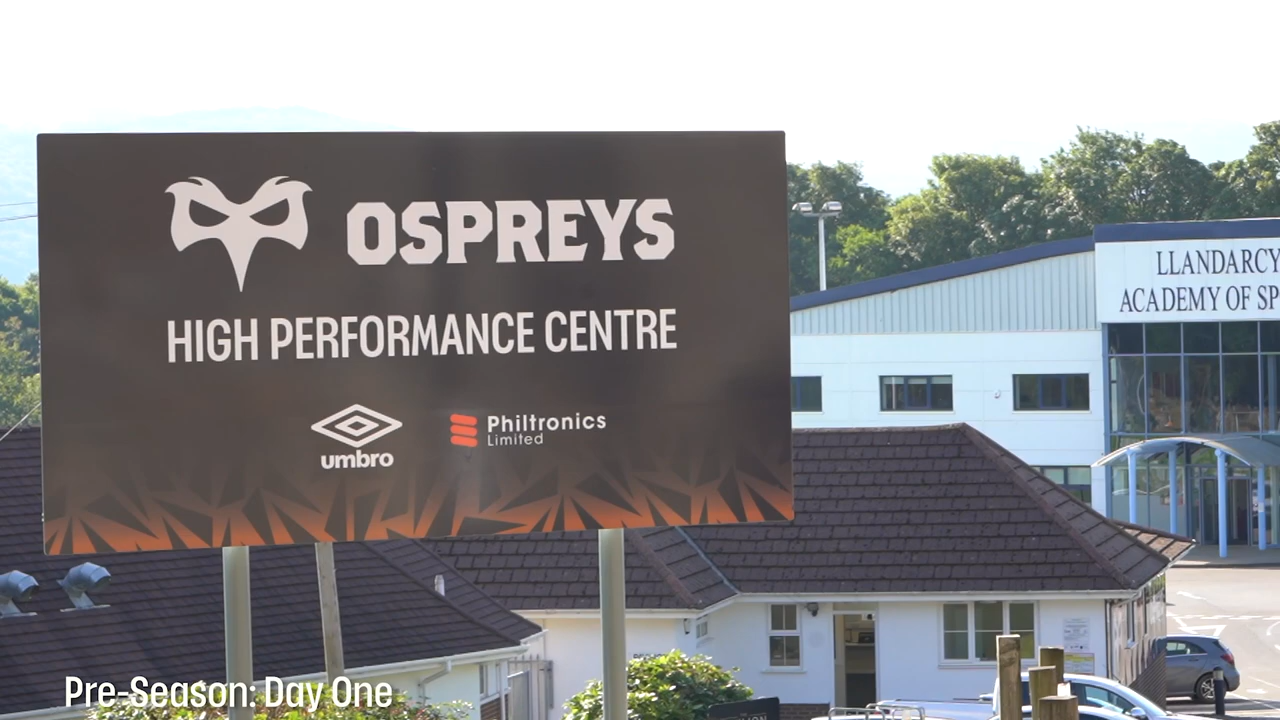 OSPREYS
HIGH PERFORMANCE CENTRE
umbro
Philtronics
Limited
LLANDARCY
ACADEMY OF SP
Pre-Season: Day One